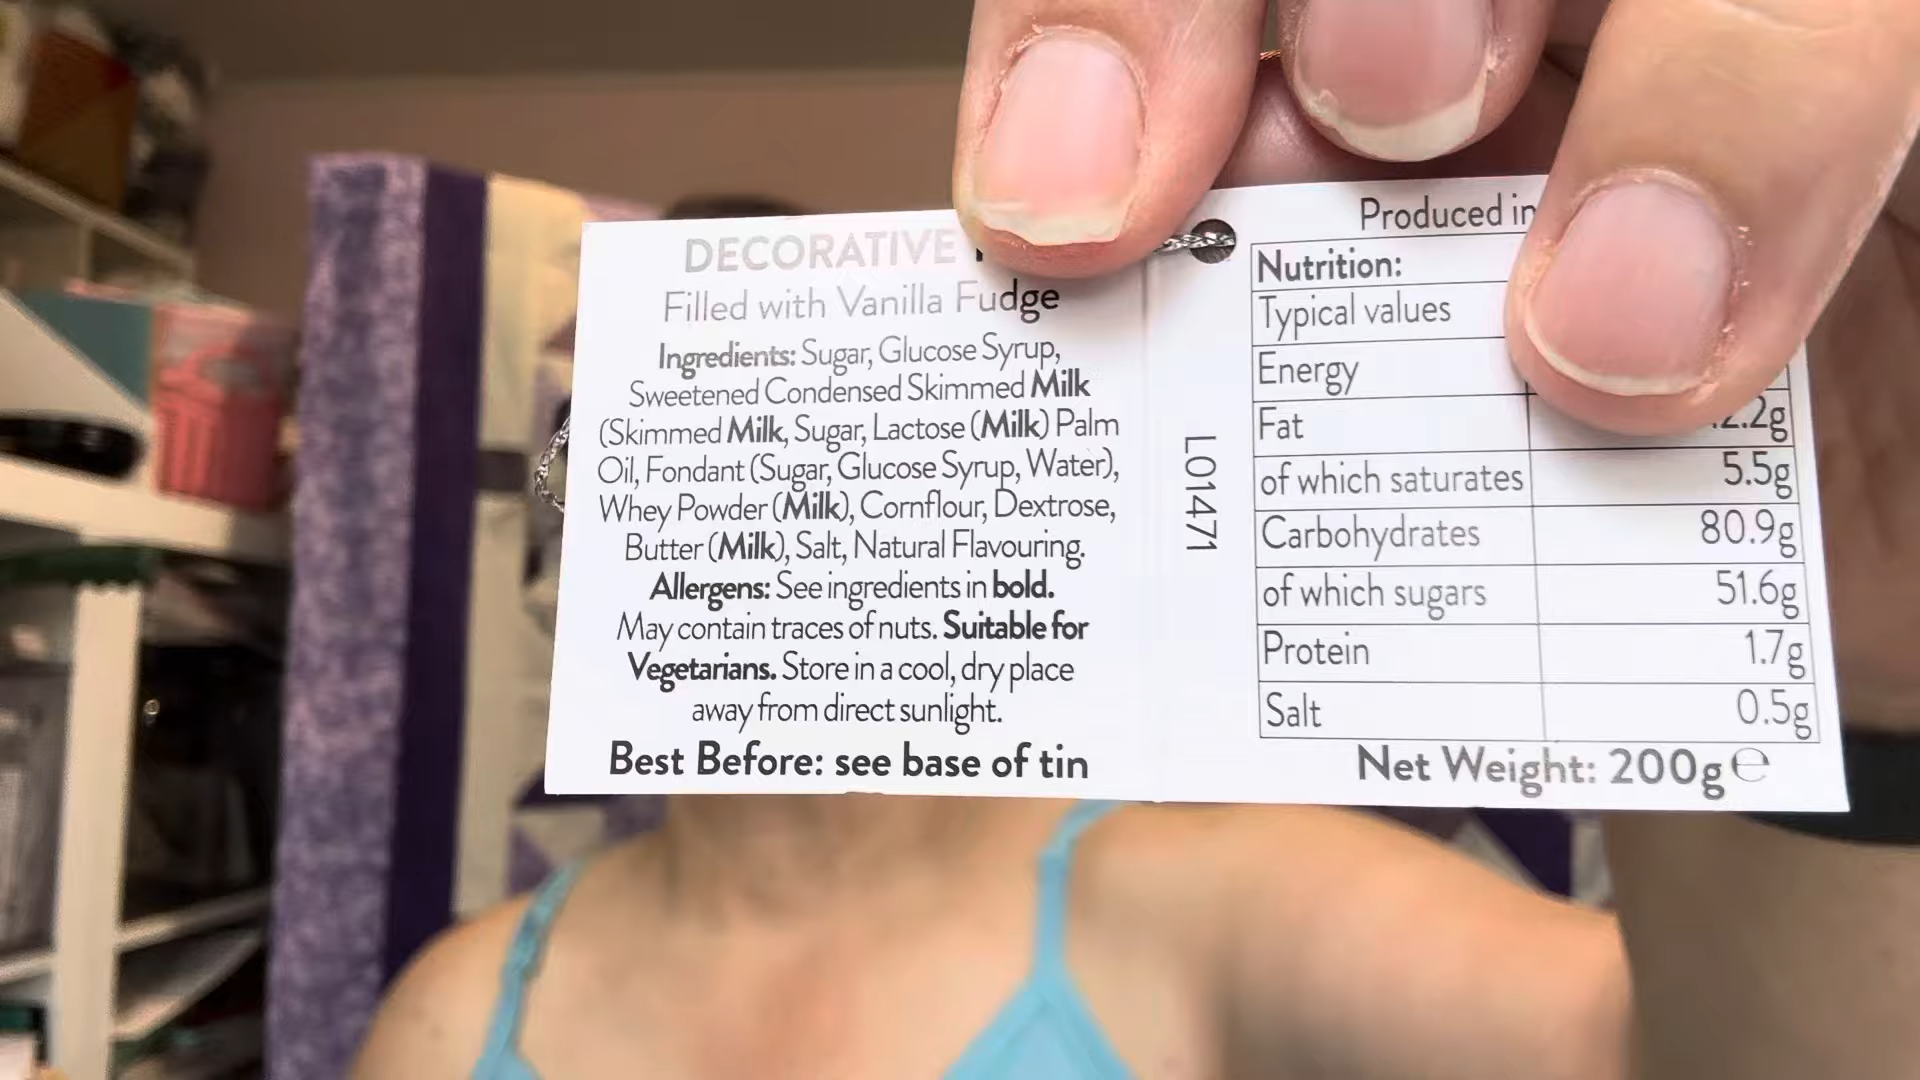 DECORATIVE
Filled with Vanilla Fudge
Ingredients: Sugar, Glucose Syrup,
Sweetened Condensed Skimmed Milk
(Skimmed Milk, Sugar, Lactose (Milk) Palm
Oil, Fondant (Sugar, Glucose Syrup, Water),
Whey Powder (Milk), Cornflour, Dextrose,
Butter (Milk), Salt, Natural Flavouring.
Allergens: See ingredients in bold.
May contain traces of nuts. Suitable for
Vegetarians. Store in a cool, dry place
away from direct sunlight.
Best Before: see base of tin
L01471
Produced in
Nutrition:
Typical values
Energy
Fat 2.2g
of which saturates 5.5g
Carbohydrates 80.9g
of which sugars 51.6g
Protein 1.7g
Salt 0.5g
Net Weight: 200g℮